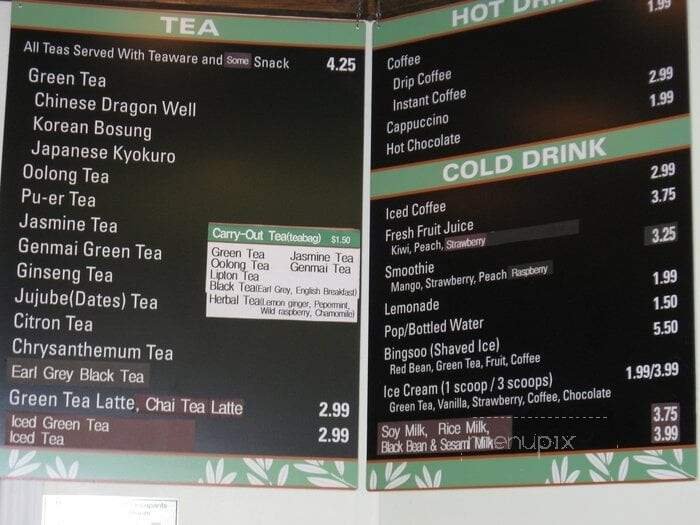 TEA
All Teas Served With Teaware and Some Snack 4.25
Green Tea
Chinese Dragon Well
Korean Bosung
Japanese Kyokuro
Oolong Tea
Pu-er Tea
Jasmine Tea
Genmai Green Tea
Ginseng Tea
Jujube(Dates) Tea
Citron Tea
Chrysanthemum Tea
Earl Grey Black Tea
Green Tea Latte, Chai Tea Latte 2.99
Iced Green Tea
Iced Tea 2.99
Carry-Out Tea(teabag) $1.50
Green Tea Jasmine Tea
Oolong Tea Genmai Tea
Lipton Tea
Black Tea(Earl Grey, English Breakfast)
Herbal Tea(Lemon ginger, Pepermint,
Wild raspberry, Chamomile)
HOT
1.99
Coffee
Drip Coffee
Instant Coffee 2.99
Cappuccino 1.99
Hot Chocolate
COLD DRINK
Iced Coffee 2.99
Fresh Fruit Juice 3.75
Kiwi, Peach, Strawberry
Smoothie 3.25
Mango, Strawberry, Peach Raspberry
Lemonade 1.99
Pop/Bottled Water 1.50
Bingsoo (Shaved Ice) 5.50
Red Bean, Green Tea, Fruit, Coffee
Ice Cream (1 scoop / 3 scoops) 1.99/3.99
Green Tea, Vanilla, Strawberry, Coffee, Chocolate
Soy Milk, Rice Milk, 3.75
Black Bean & Sesami Milk 3.99
menupix